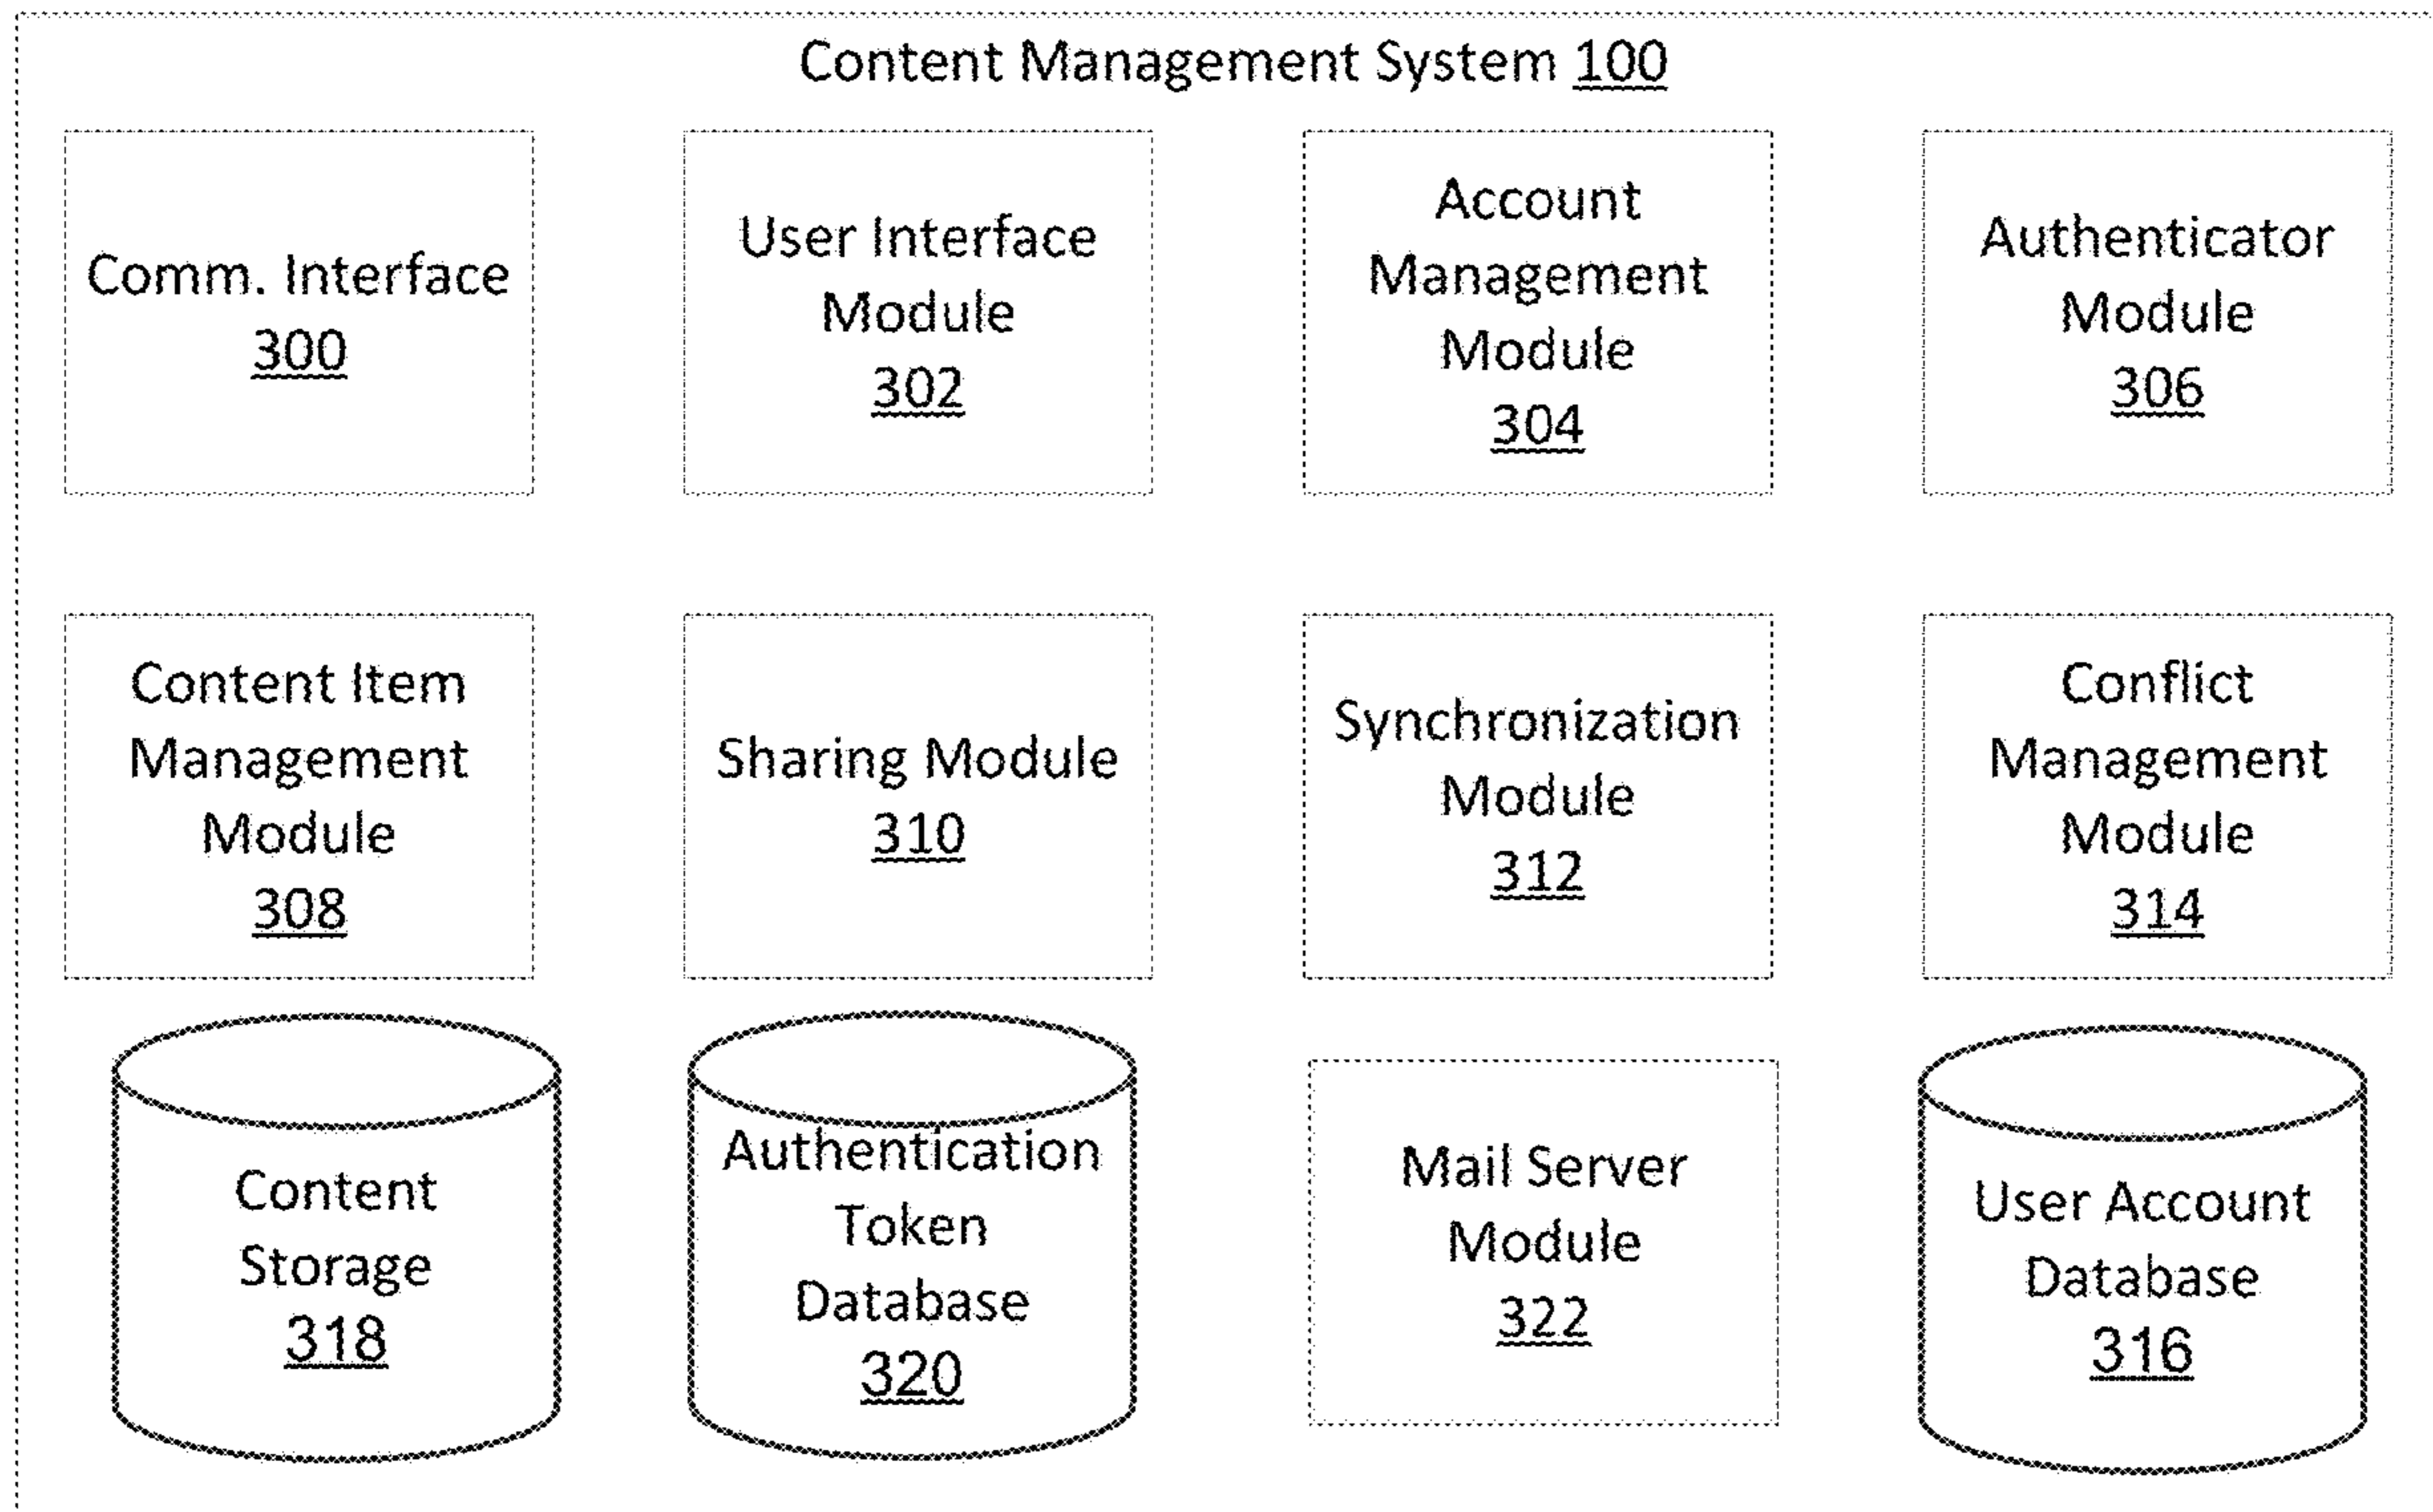 Content Management System 100
Comm. Interface
300
User Interface
Module
302
Account
Management
Module
304
Authenticator
Module
306
Content Item
Management
Module
308
Sharing Module
310
Synchronization
Module
312
Conflict
Management
Module
314
Content
Storage
318
Authentication
Token
Database
320
Mail Server
Module
322
User Account
Database
316